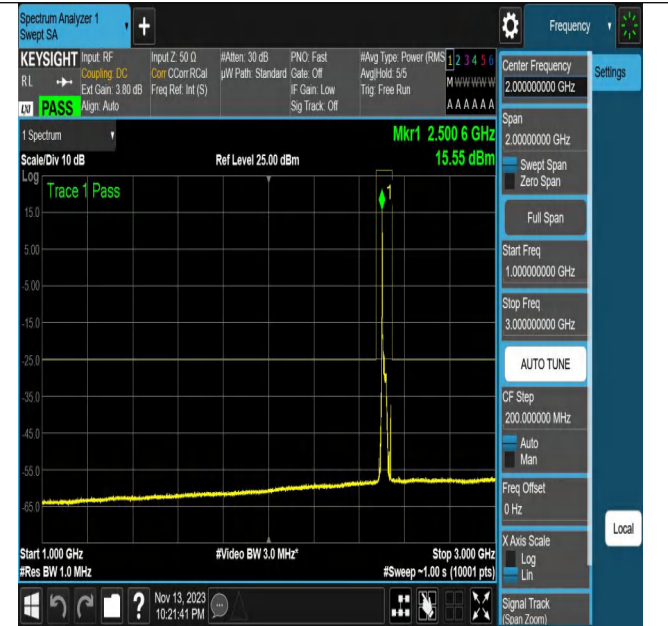 Spectrum Analyzer 1
Swept SA
Frequency
KEYSIGHT
RL
PASS
Input: RF
Coupling: DC
Ext Gain: 3.80 dB
Align: Auto
Input Z: 50 Ω
Corr CCorr RCal
Freq Ref: Int (S)
#Atten: 30 dB
µW Path: Standard
PNO: Fast
Gate: Off
IF Gain: Low
Sig Track: Off
#Avg Type: Power (RMS
Avg|Hold: 5/5
Trig: Free Run
1 2 3 4 5 6
M W W W W W
A A A A A A
1 Spectrum
Scale/Div 10 dB
Ref Level 25.00 dBm
Mkr1 2.500 6 GHz
15.55 dBm
Log
Trace 1 Pass
1
15.0
5.00
-5.00
-15.0
-25.0
-35.0
-45.0
-55.0
-65.0
Start 1.000 GHz
#Res BW 1.0 MHz
#Video BW 3.0 MHz*
Stop 3.000 GHz
#Sweep ~1.00 s (10001 pts)
Nov 13, 2023
10:21:41 PM
Center Frequency
2.000000000 GHz
Settings
Span
2.00000000 GHz
Swept Span
Zero Span
Full Span
Start Freq
1.000000000 GHz
Stop Freq
3.000000000 GHz
AUTO TUNE
CF Step
200.000000 MHz
Auto
Man
Freq Offset
0 Hz
Local
X Axis Scale
Log
Lin
Signal Track
(Span Zoom)